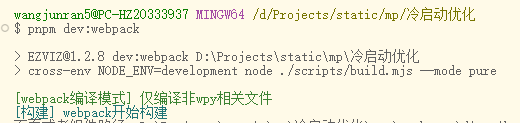 wangjunran5@PC-HZ20333937 MINGW64 /d/Projects/static/mp/冷启动优化
$ pnpm dev:webpack
> EZVIZ@1.2.8 dev:webpack D:\Projects\static\mp\冷启动优化
> cross-env NODE_ENV=development node ./scripts/build.mjs --mode pure
[webpack编译模式] 仅编译非wpy相关文件
[构建] webpack开始构建